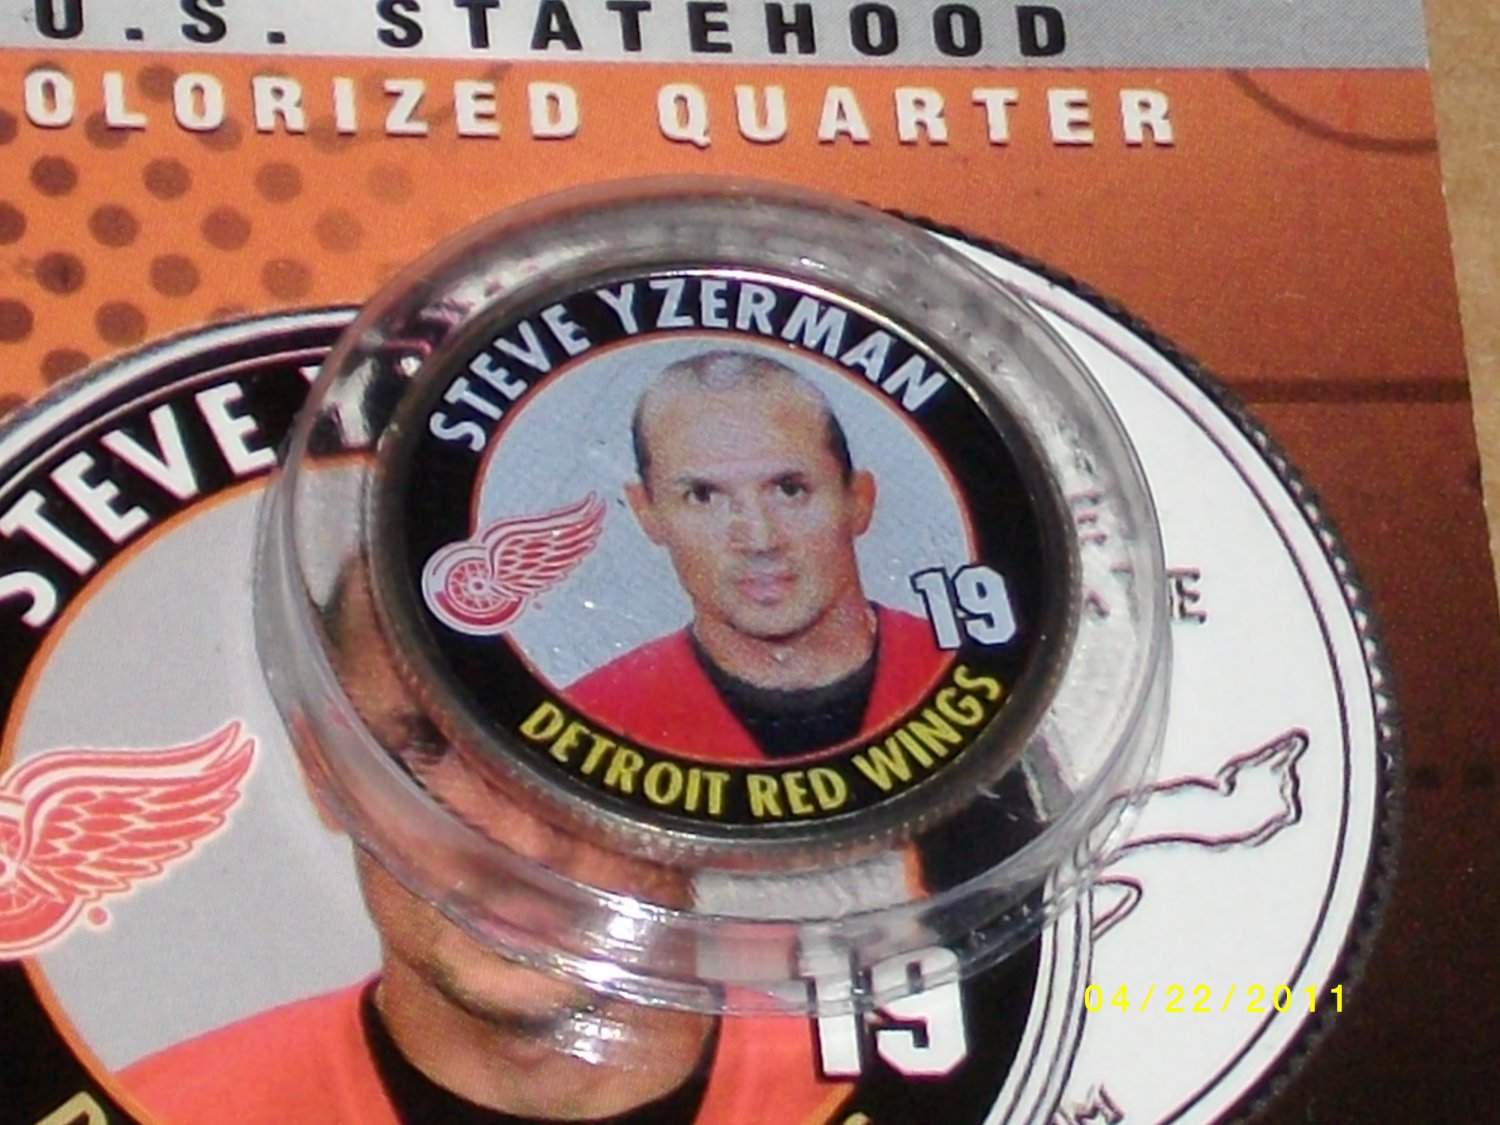 U.S. STATEHOOD
OLORIZED QUARTER
STEVE YZERMAN
19
DETROIT RED WINGS
STEVE Y
19
04/22/2011